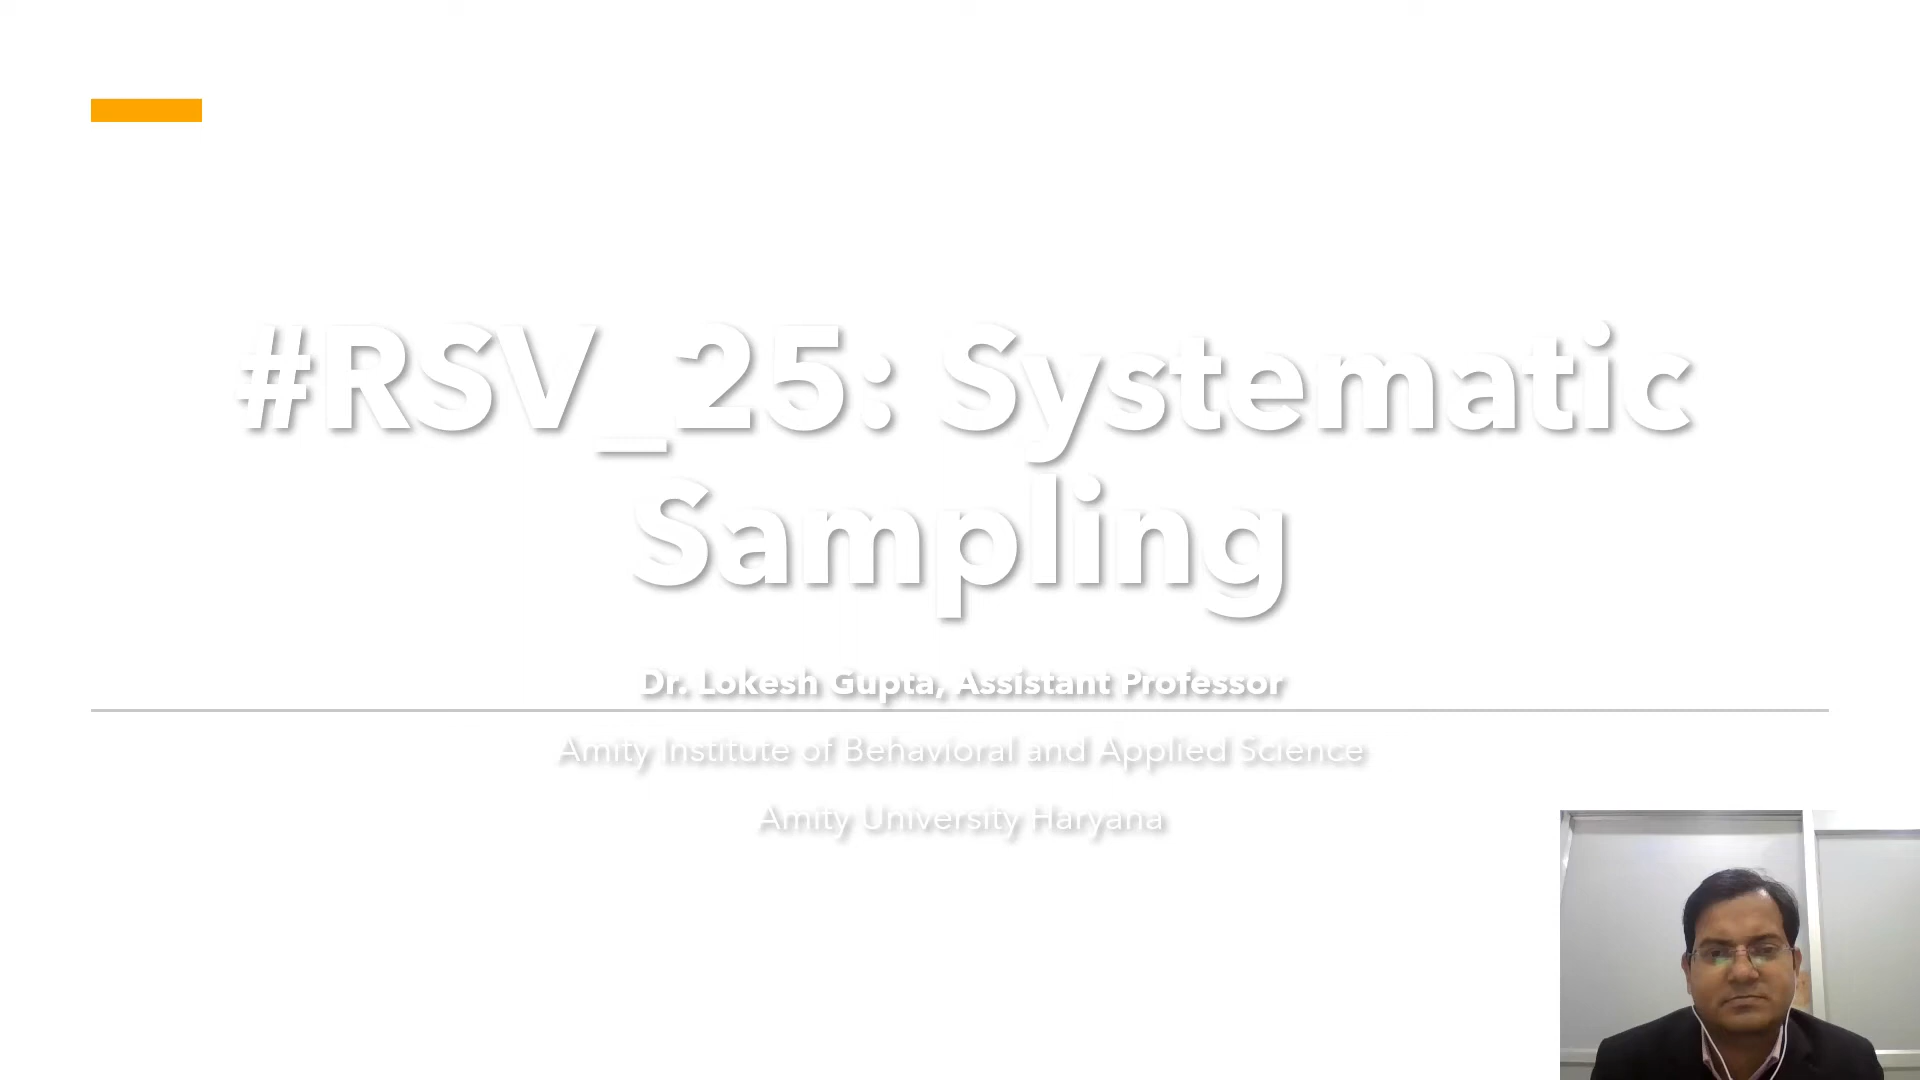 #RSV_25: Systematic
Sampling
Dr. Lokesh Gupta, Assistant Professor
Amity Institute of Behavioral and Applied Science
Amity University Haryana